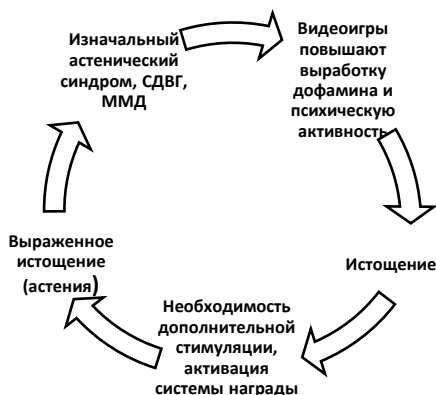 Изначальный
астенический
синдром, СДВГ,
ММД
Видеоигры
повышают
выработку
дофамина и
психическую
активность
Истощение
Необходимость
дополнительной
стимуляции,
активация
системы награды
Выраженное
истощение
(астения)